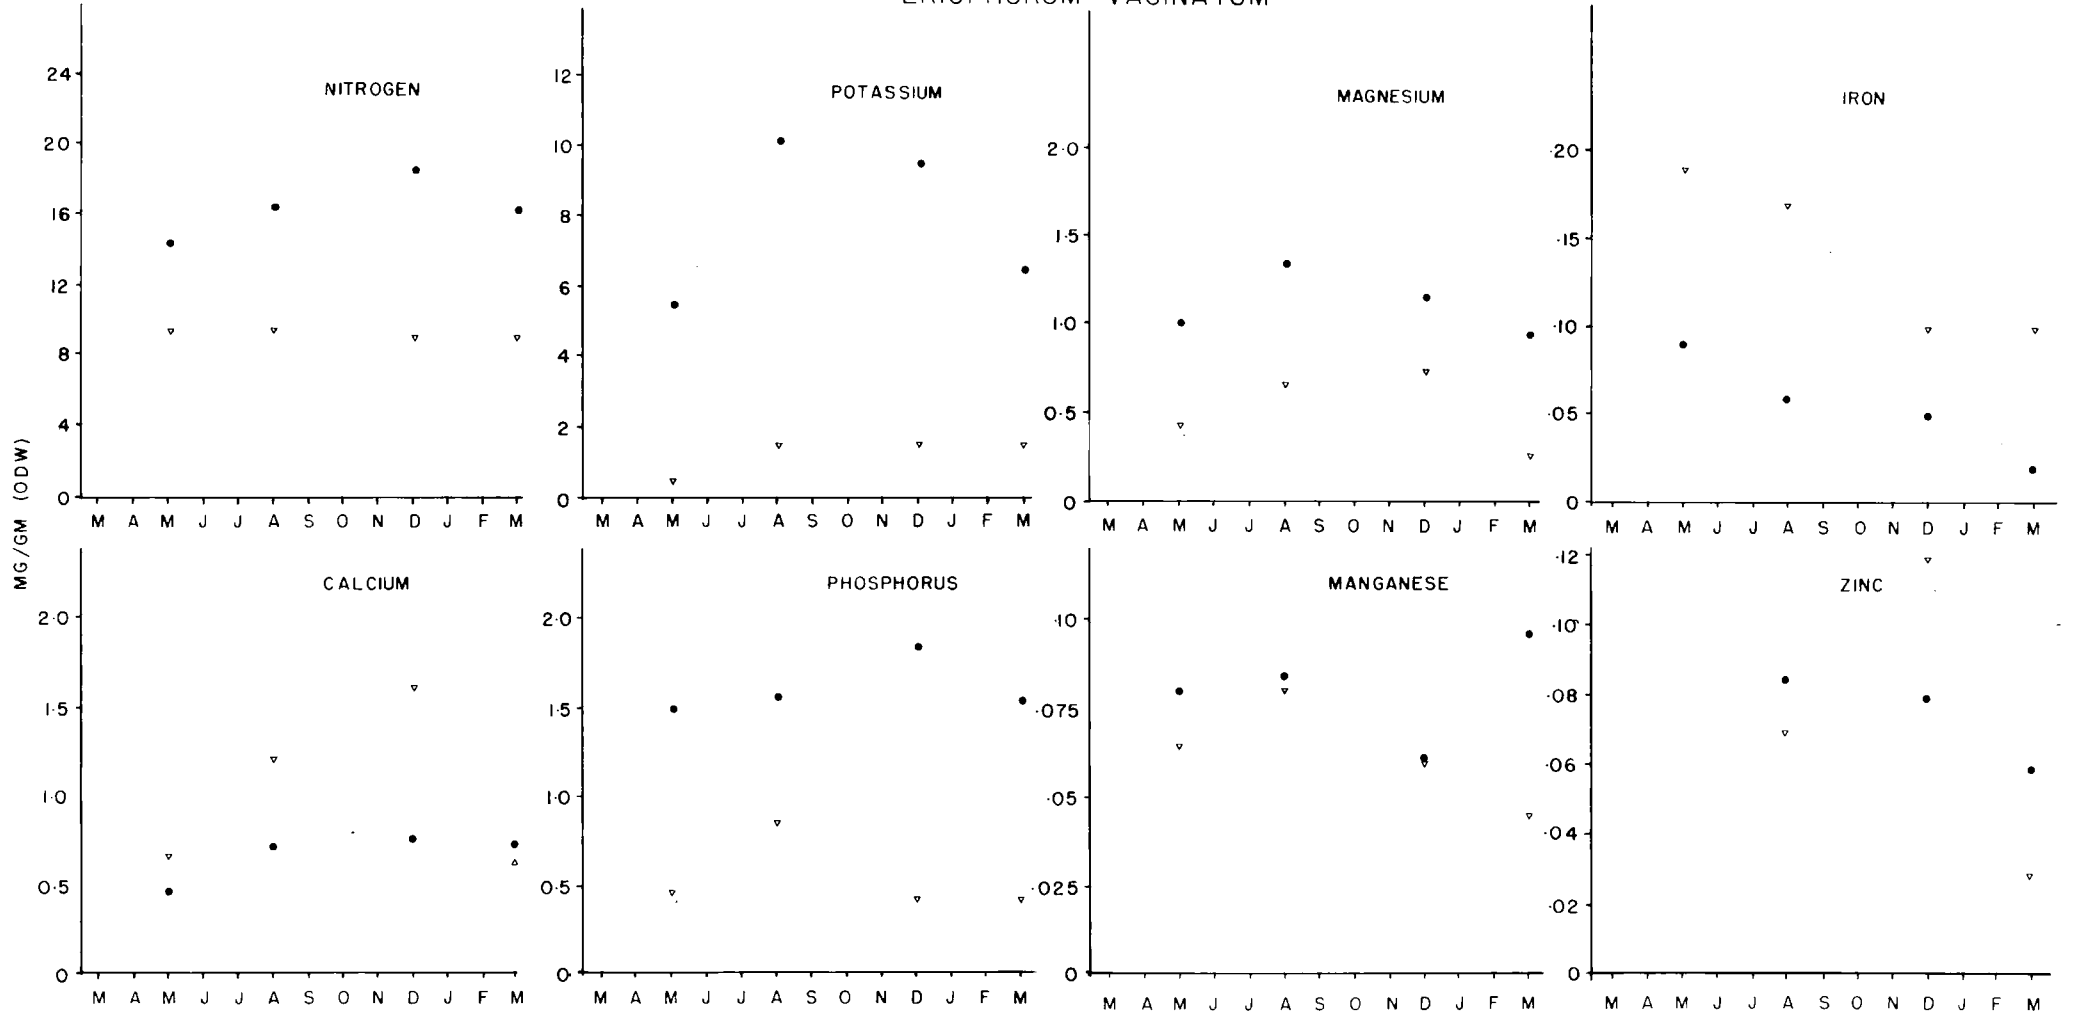 ERIOPHORUM VAGINATUM
MG/GM (ODW)
NITROGEN
24
20
16
12
8
4
0
M A M J J A S O N D J F M
POTASSIUM
12
10
8
6
4
2
0
M A M J J A S O N D J F M
MAGNESIUM
2·0
1·5
1·0
0·5
0
M A M J J A S O N D J F M
IRON
·20
·15
·10
·05
0
M A M J J A S O N D J F M
CALCIUM
2·0
1·5
1·0
0·5
0
M A M J J A S O N D J F M
PHOSPHORUS
2·0
1·5
1·0
0·5
0
M A M J J A S O N D J F M
MANGANESE
·10
·075
·05
·025
0
M A M J J A S O N D J F M
ZINC
·12
·10
·08
·06
·04
·02
0
M A M J J A S O N D J F M